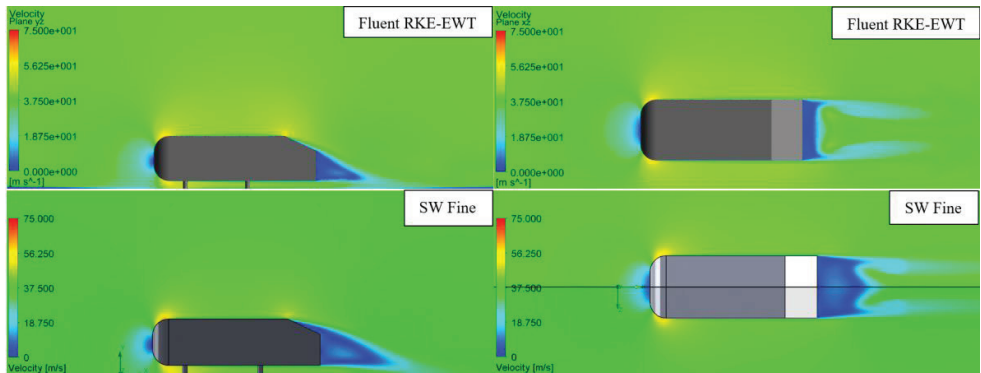 Velocity
Plane yz
7.500e+001
5.625e+001
3.750e+001
1.875e+001
0.000e+000
[m s^-1]
Fluent RKE-EWT
Velocity
Plane xz
7.500e+001
5.625e+001
3.750e+001
1.875e+001
0.000e+000
[m s^-1]
Fluent RKE-EWT
75.000
56.250
37.500
18.750
0
Velocity [m/s]
SW Fine
75.000
56.250
37.500
18.750
0
Velocity [m/s]
SW Fine